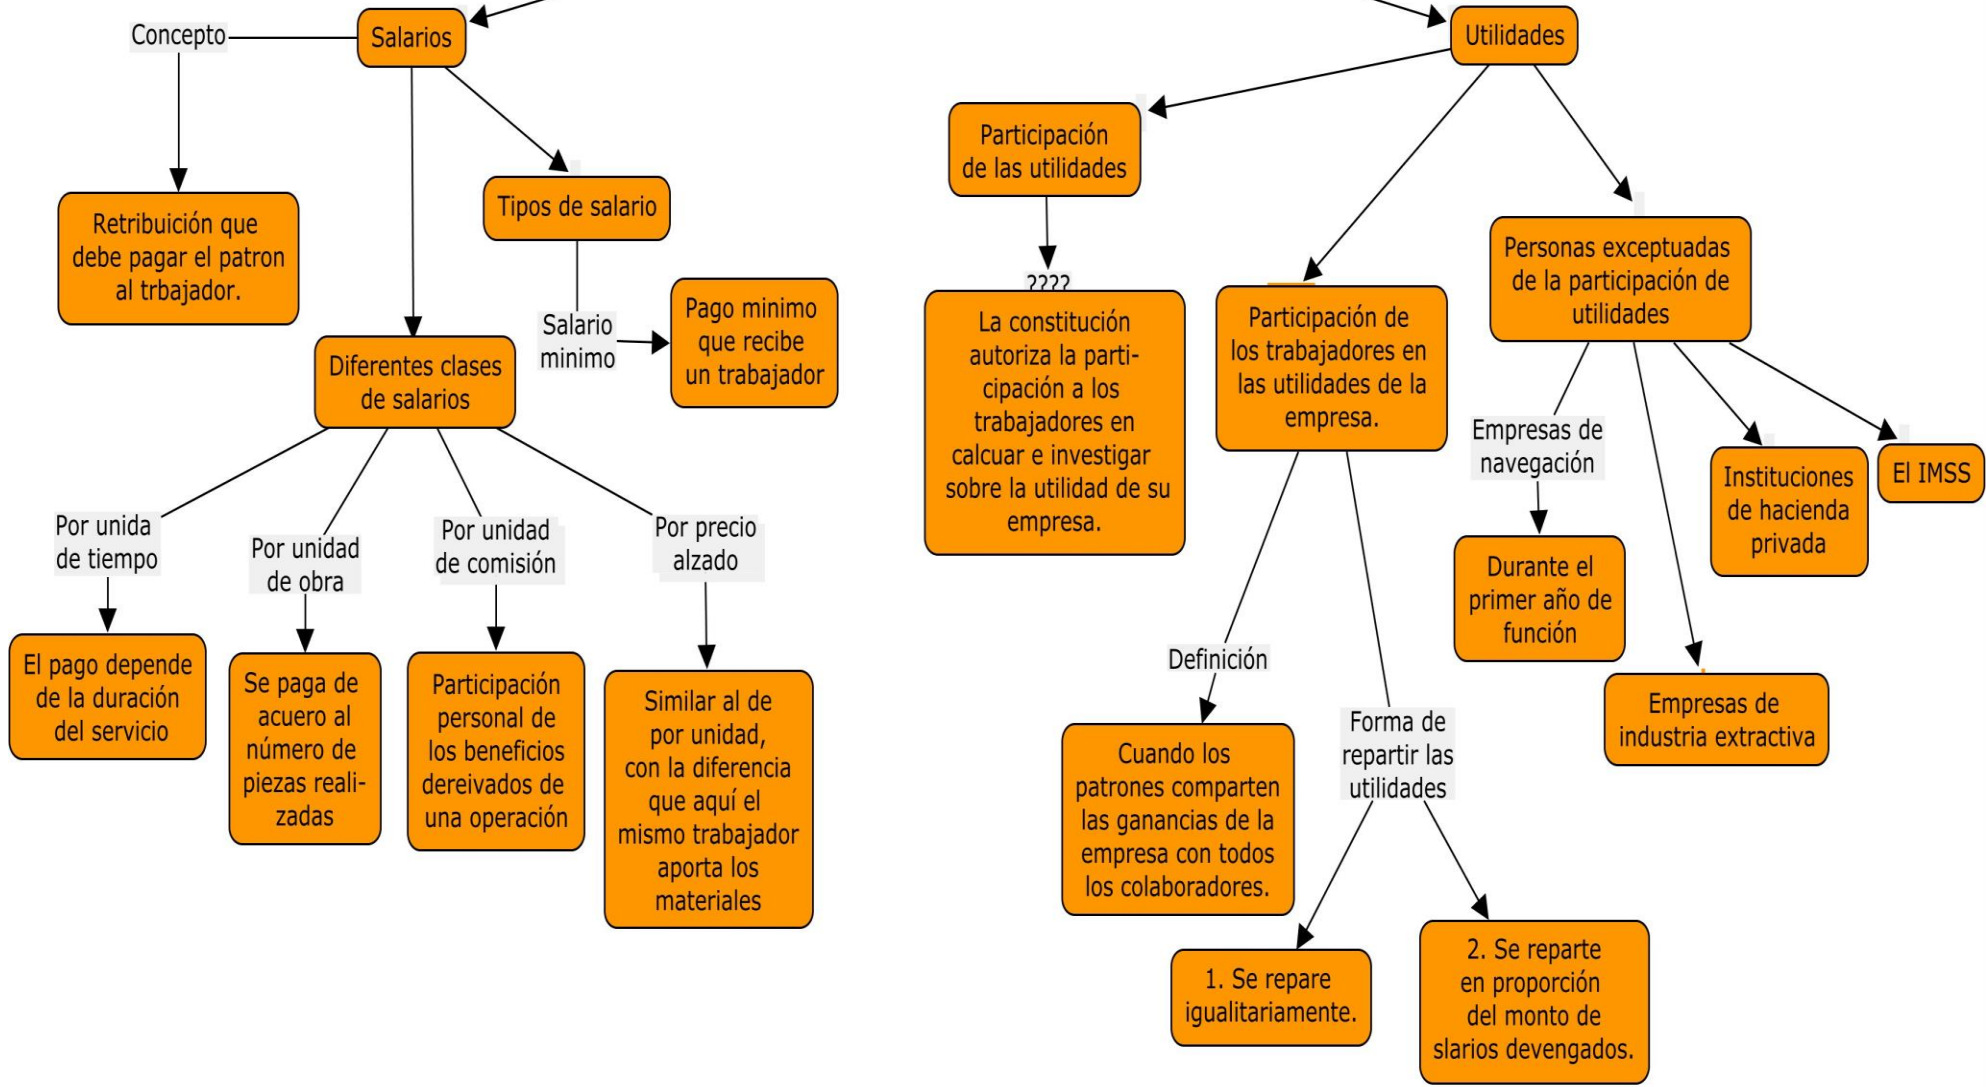 Concepto
Salarios
Retribuición que
debe pagar el patron
al trbajador.
Tipos de salario
Salario
minimo
Pago minimo
que recibe
un trabajador
Diferentes clases
de salarios
Por unida
de tiempo
El pago depende
de la duración
del servicio
Por unidad
de obra
Se paga de
acuero al
número de
piezas reali-
zadas
Por unidad
de comisión
Participación
personal de
los beneficios
dereivados de
una operación
Por precio
alzado
Similar al de
por unidad,
con la diferencia
que aquí el
mismo trabajador
aporta los
materiales
Utilidades
Participación
de las utilidades
????
La constitución
autoriza la parti-
cipación a los
trabajadores en
calcuar e investigar
sobre la utilidad de su
empresa.
Participación de
los trabajadores en
las utilidades de la
empresa.
Definición
Cuando los
patrones comparten
las ganancias de la
empresa con todos
los colaboradores.
Forma de
repartir las
utilidades
1. Se repare
igualitariamente.
2. Se reparte
en proporción
del monto de
slarios devengados.
Personas exceptuadas
de la participación de
utilidades
Empresas de
navegación
Durante el
primer año de
función
Empresas de
industria extractiva
Instituciones
de hacienda
privada
El IMSS